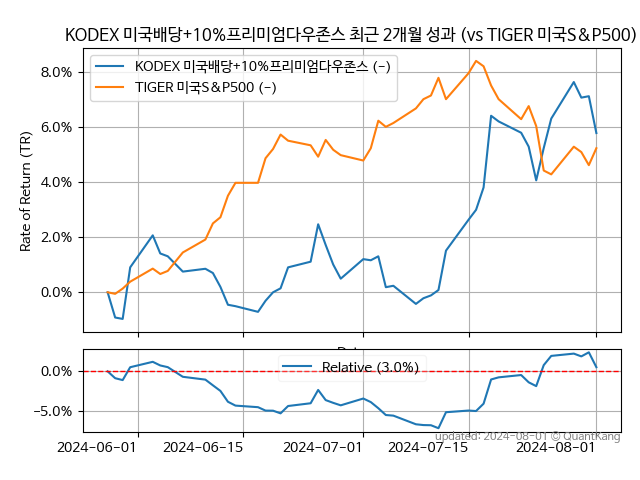 KODEX 미국배당+10%프리미엄다우존스 최근 2개월 성과 (vs TIGER 미국S&P500)
KODEX 미국배당+10%프리미엄다우존스 (-)
TIGER 미국S&P500 (-)
Rate of Return (TR)
8.0%
6.0%
4.0%
2.0%
0.0%
Relative (3.0%)
0.0%
−5.0%
updated: 2024-08-01 © QuantKang
2024-06-01 2024-06-15 2024-07-01 2024-07-15 2024-08-01